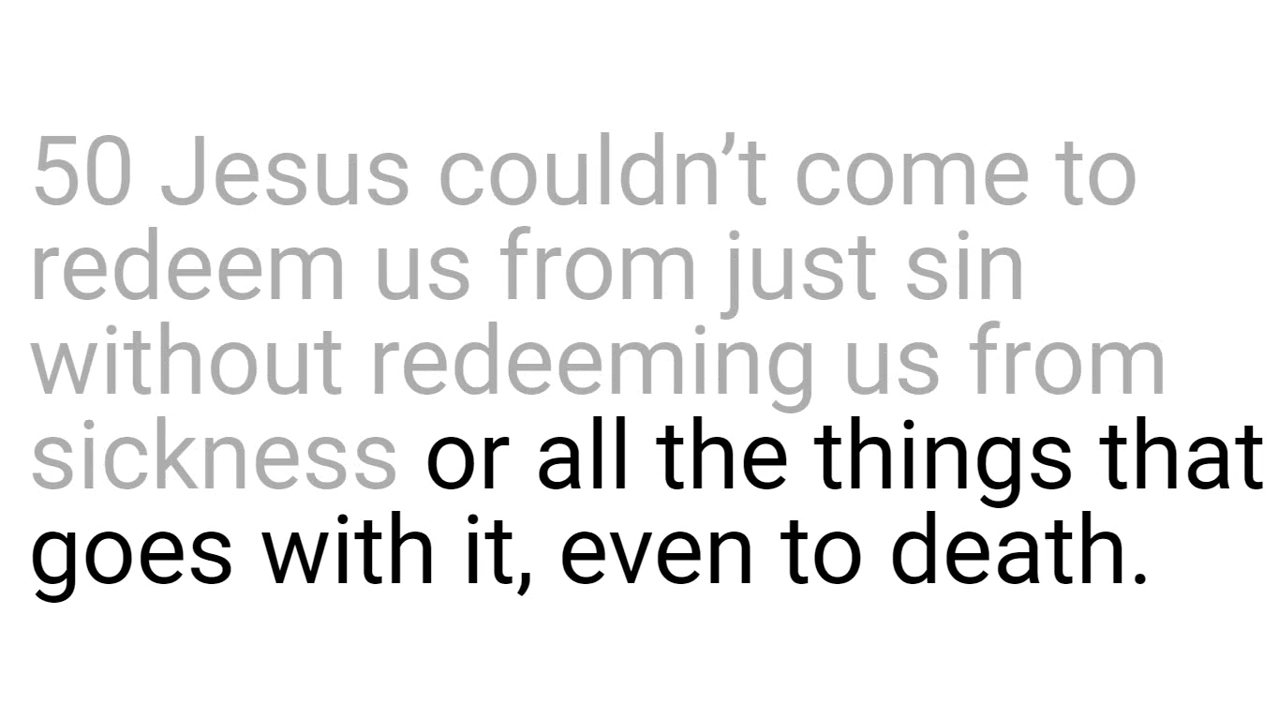 50 Jesus couldn’t come to
redeem us from just sin
without redeeming us from
sickness or all the things that
goes with it, even to death.